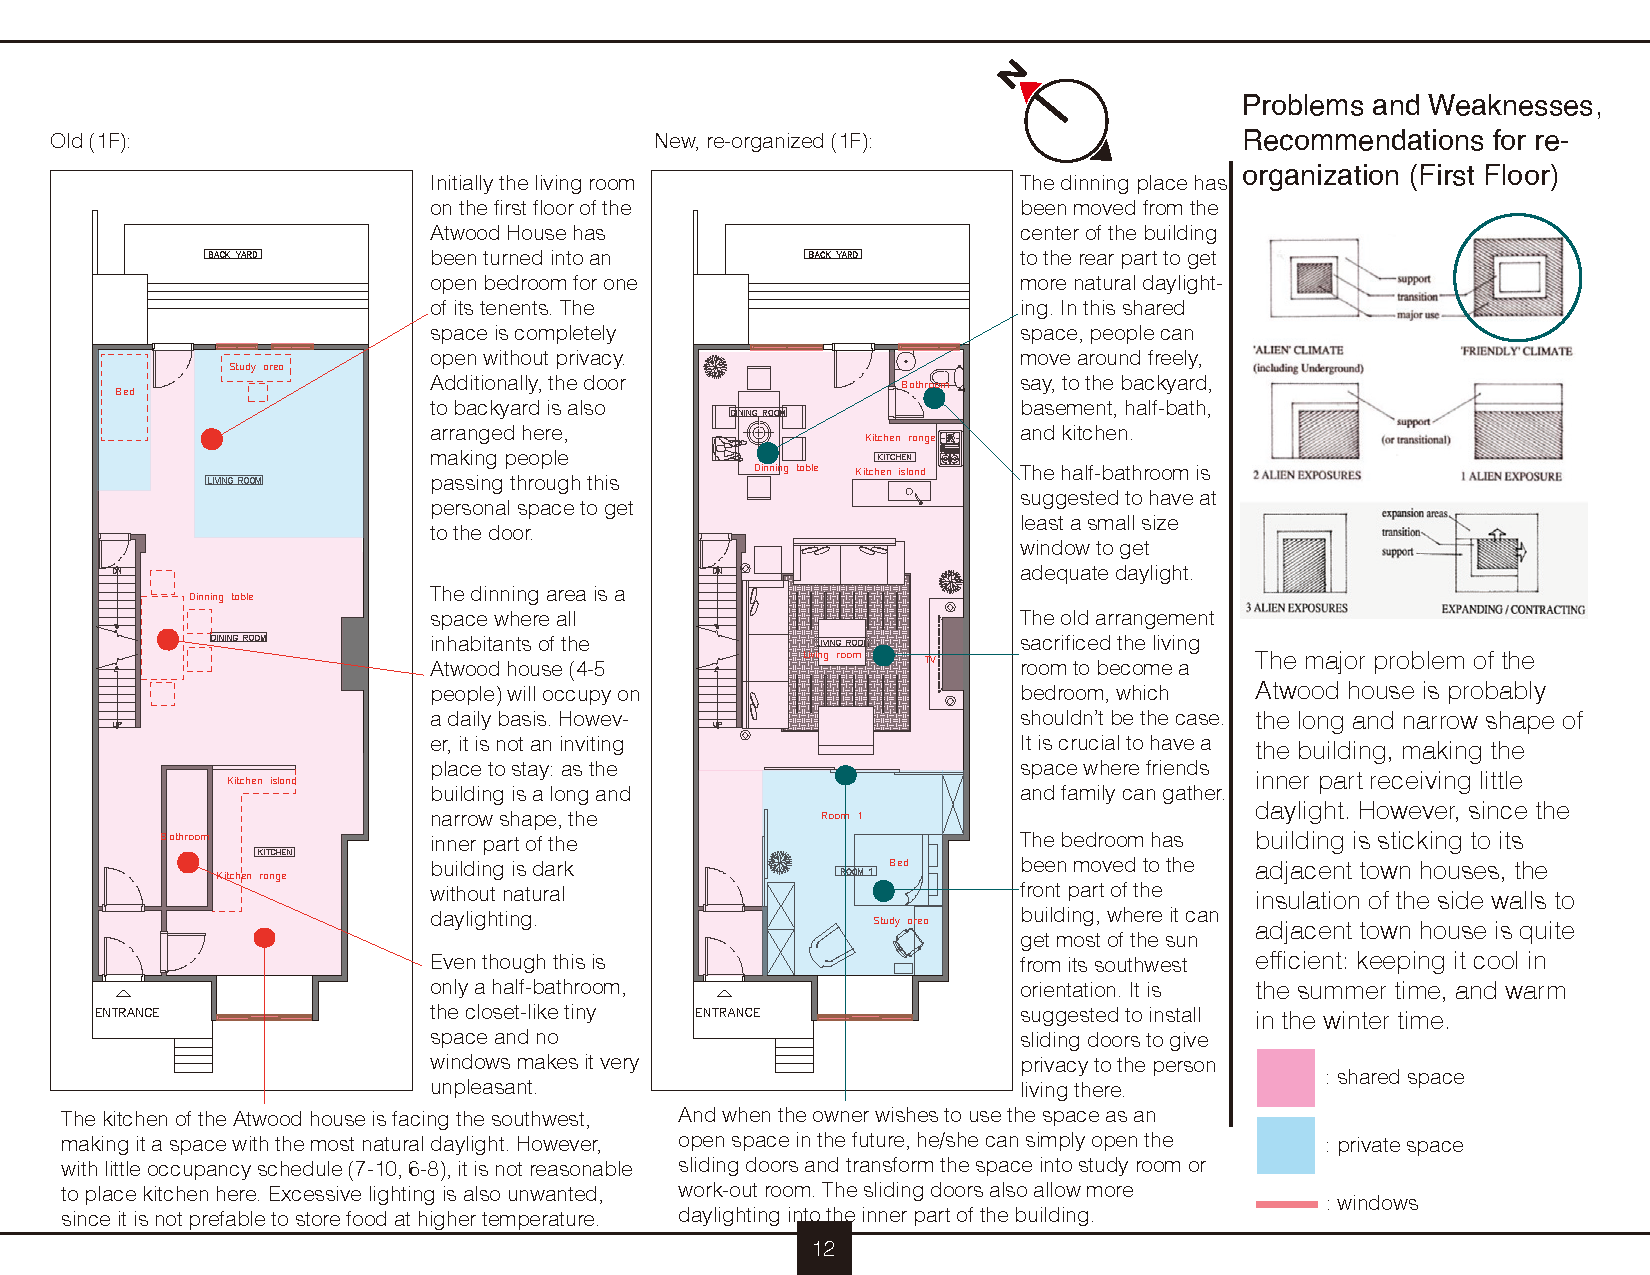 N
Problems and Weaknesses,
Recommendations for re-
organization (First Floor)
Old (1F):
New, re-organized (1F):
BACK YARD
Study area
Bed
LIVING ROOM
DN
Dinning table
DINING ROOM
UP
Kitchen island
Bathroom
KITCHEN
Kitchen range
ENTRANCE
Initially the living room
on the first floor of the
Atwood House has
been turned into an
open bedroom for one
of its tenents. The
space is completely
open without privacy.
Additionally, the door
to backyard is also
arranged here,
making people
passing through this
personal space to get
to the door.
The dinning area is a
space where all
inhabitants of the
Atwood house (4-5
people) will occupy on
a daily basis. Howev-
er, it is not an inviting
place to stay: as the
building is a long and
narrow shape, the
inner part of the
building is dark
without natural
daylighting.
Even though this is
only a half-bathroom,
the closet-like tiny
space and no
windows makes it very
unpleasant.
The kitchen of the Atwood house is facing the southwest,
making it a space with the most natural daylight. However,
with little occupancy schedule (7-10, 6-8), it is not reasonable
to place kitchen here. Excessive lighting is also unwanted,
since it is not prefable to store food at higher temperature.
BACK YARD
Bathroom
DINING ROOM
Kitchen range
KITCHEN
Dinning table
Kitchen island
DN
LIVING ROOM
Living room
TV
UP
Room 1
Bed
ROOM 1
Study area
ENTRANCE
The dinning place has
been moved from the
center of the building
to the rear part to get
more natural daylight-
ing. In this shared
space, people can
move around freely,
say, to the backyard,
basement, half-bath,
and kitchen.
The half-bathroom is
suggested to have at
least a small size
window to get
adequate daylight.
The old arrangement
sacrificed the living
room to become a
bedroom, which
shouldn't be the case.
It is crucial to have a
space where friends
and family can gather.
The bedroom has
been moved to the
front part of the
building, where it can
get most of the sun
from its southwest
orientation. It is
suggested to install
sliding doors to give
privacy to the person
living there.
And when the owner wishes to use the space as an
open space in the future, he/she can simply open the
sliding doors and transform the space into study room or
work-out room. The sliding doors also allow more
daylighting into the inner part of the building.
support
transition
major use
'ALIEN' CLIMATE
(including Underground)
'FRIENDLY' CLIMATE
support
(or transitional)
2 ALIEN EXPOSURES
1 ALIEN EXPOSURE
expansion areas
transition
support
3 ALIEN EXPOSURES
EXPANDING / CONTRACTING
The major problem of the
Atwood house is probably
the long and narrow shape of
the building, making the
inner part receiving little
daylight. However, since the
building is sticking to its
adjacent town houses, the
insulation of the side walls to
adjacent town house is quite
efficient: keeping it cool in
the summer time, and warm
in the winter time.
: shared space
: private space
: windows
12